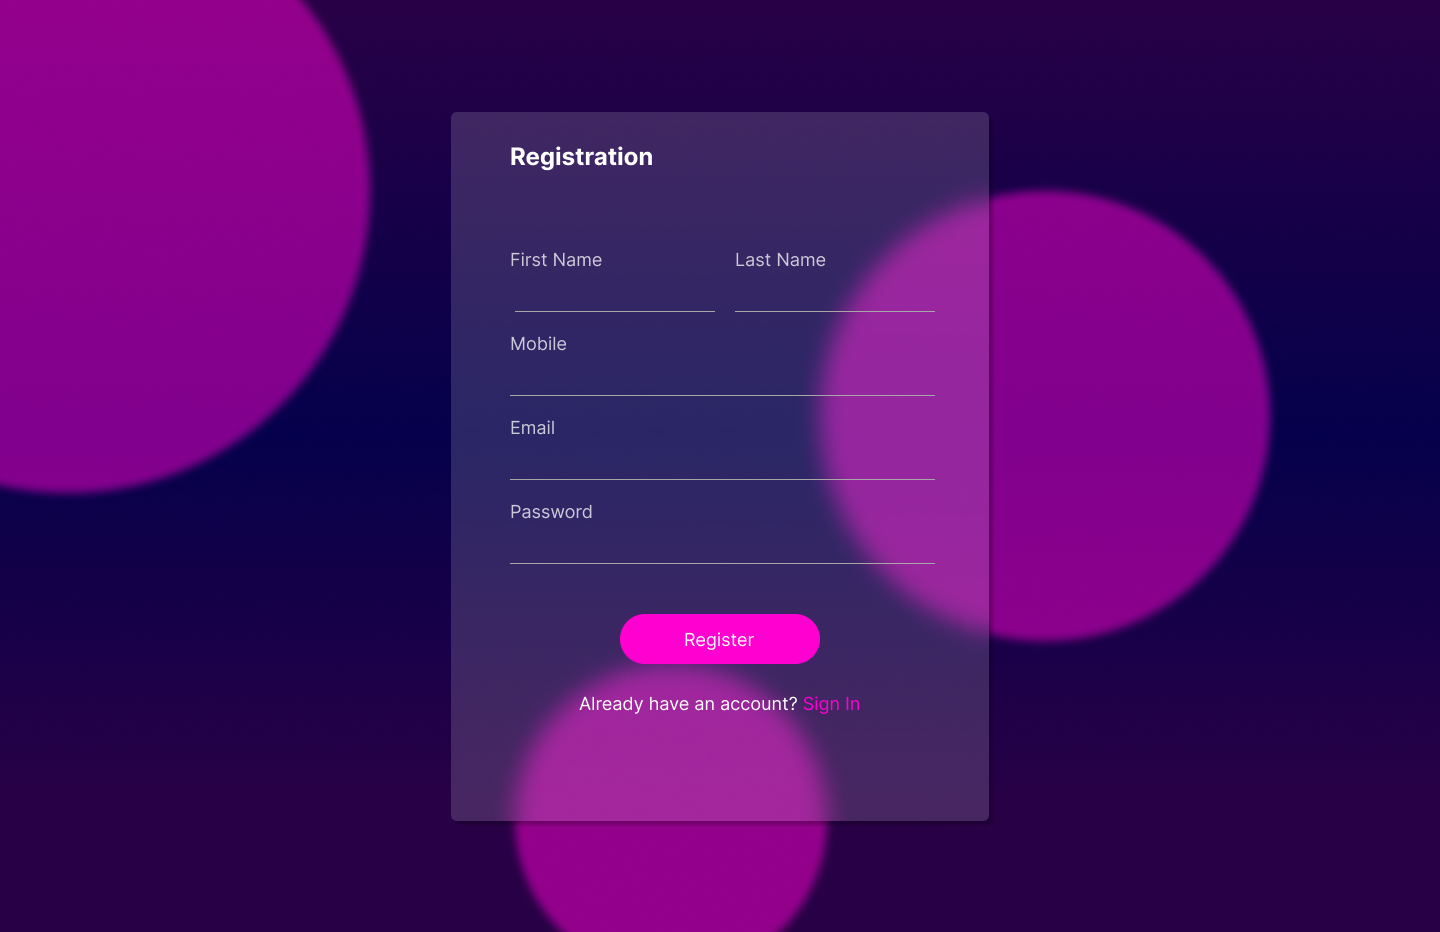 Registration
First Name Last Name
Mobile
Email
Password
Register
Already have an account? Sign In